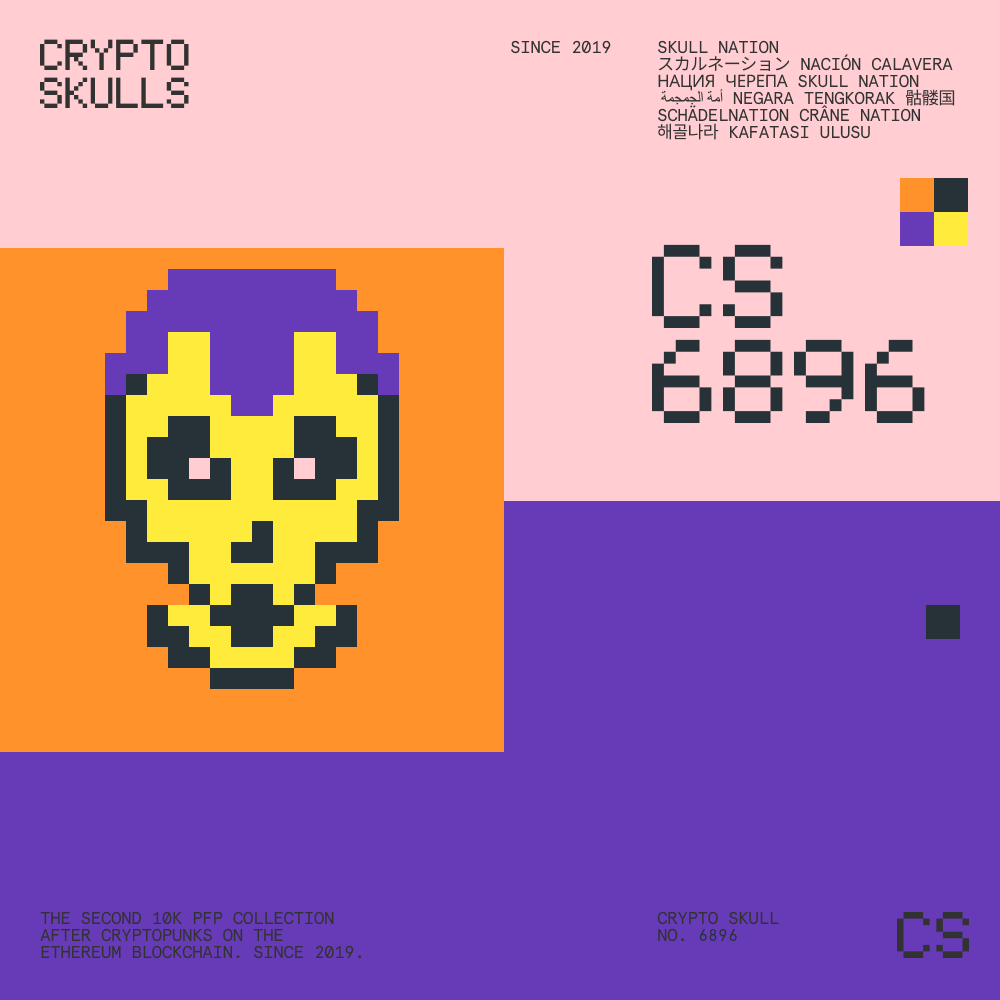 CRYPTO
SKULLS
SINCE 2019
SKULL NATION
スカルネーション NACIÓN CALAVERA
НАЦИЯ ЧЕРЕПА SKULL NATION
أمة الجمجمة NEGARA TENGKORAK 骷髅国
SCHÄDELNATION CRÂNE NATION
해골나라 KAFATASI ULUSU
CS
6896
THE SECOND 10K PFP COLLECTION
AFTER CRYPTOPUNKS ON THE
ETHEREUM BLOCKCHAIN. SINCE 2019.
CRYPTO SKULL
NO. 6896
CS